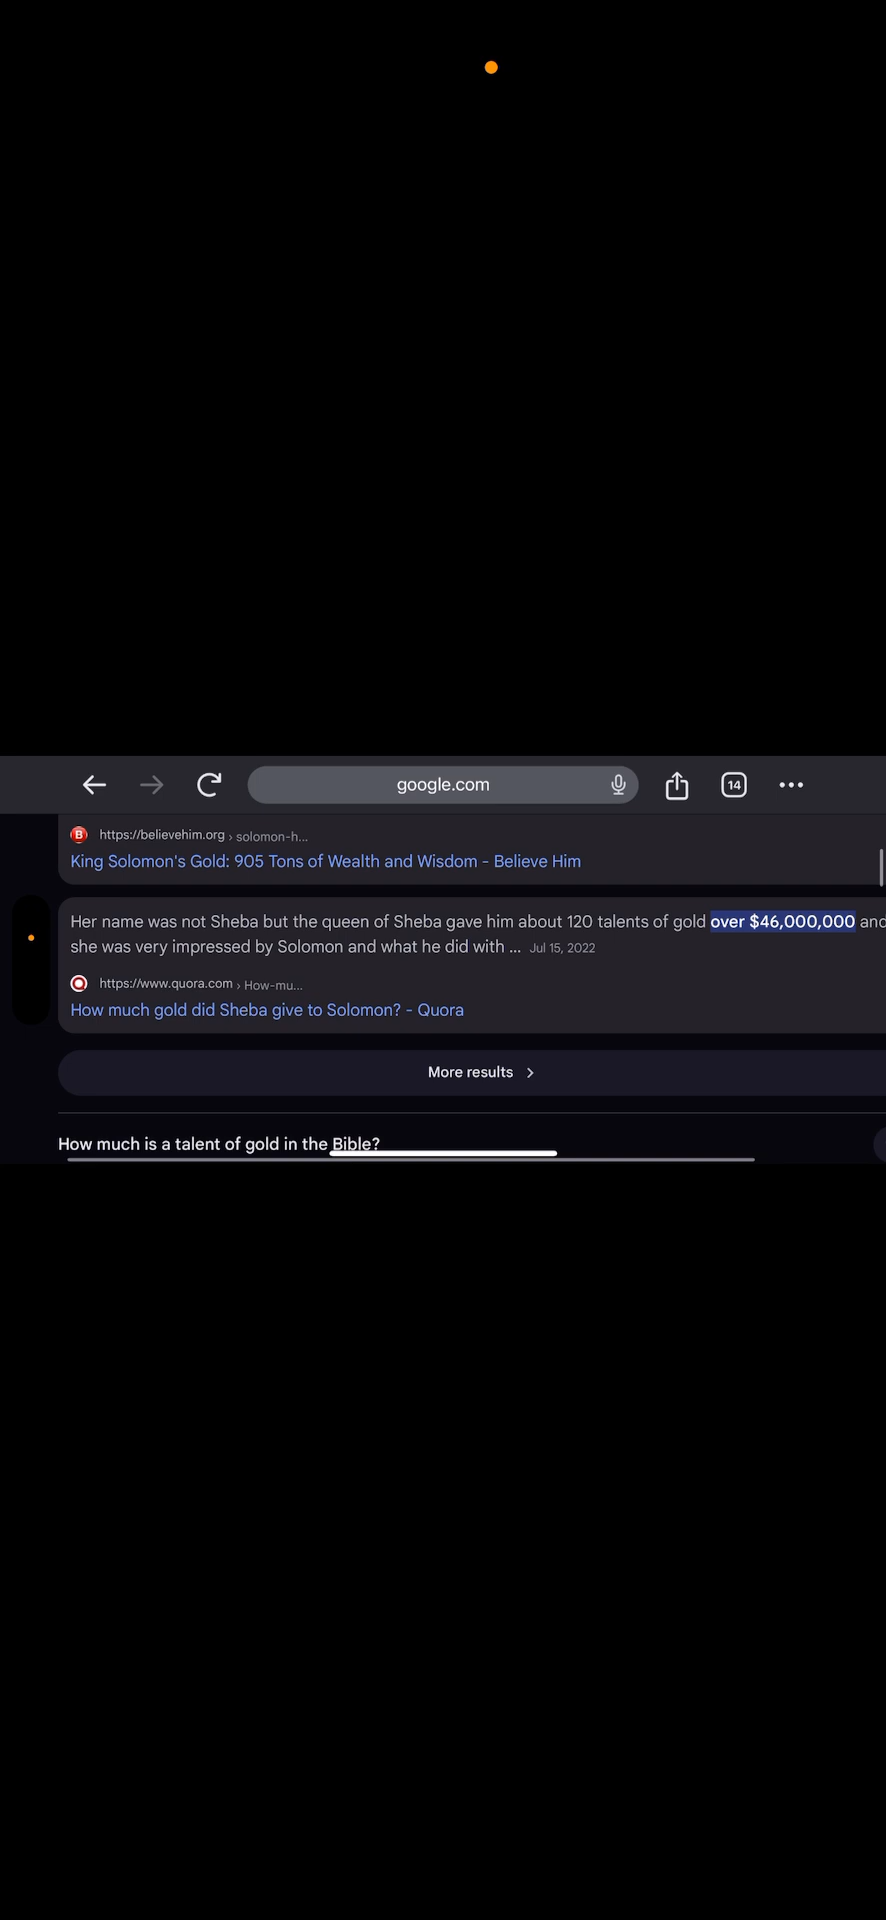 google.com
14
B https://believehim.org › solomon-h...
King Solomon's Gold: 905 Tons of Wealth and Wisdom - Believe Him
Her name was not Sheba but the queen of Sheba gave him about 120 talents of gold over $46,000,000 and
she was very impressed by Solomon and what he did with ... Jul 15, 2022
https://www.quora.com › How-mu...
How much gold did Sheba give to Solomon? - Quora
More results
How much is a talent of gold in the Bible?